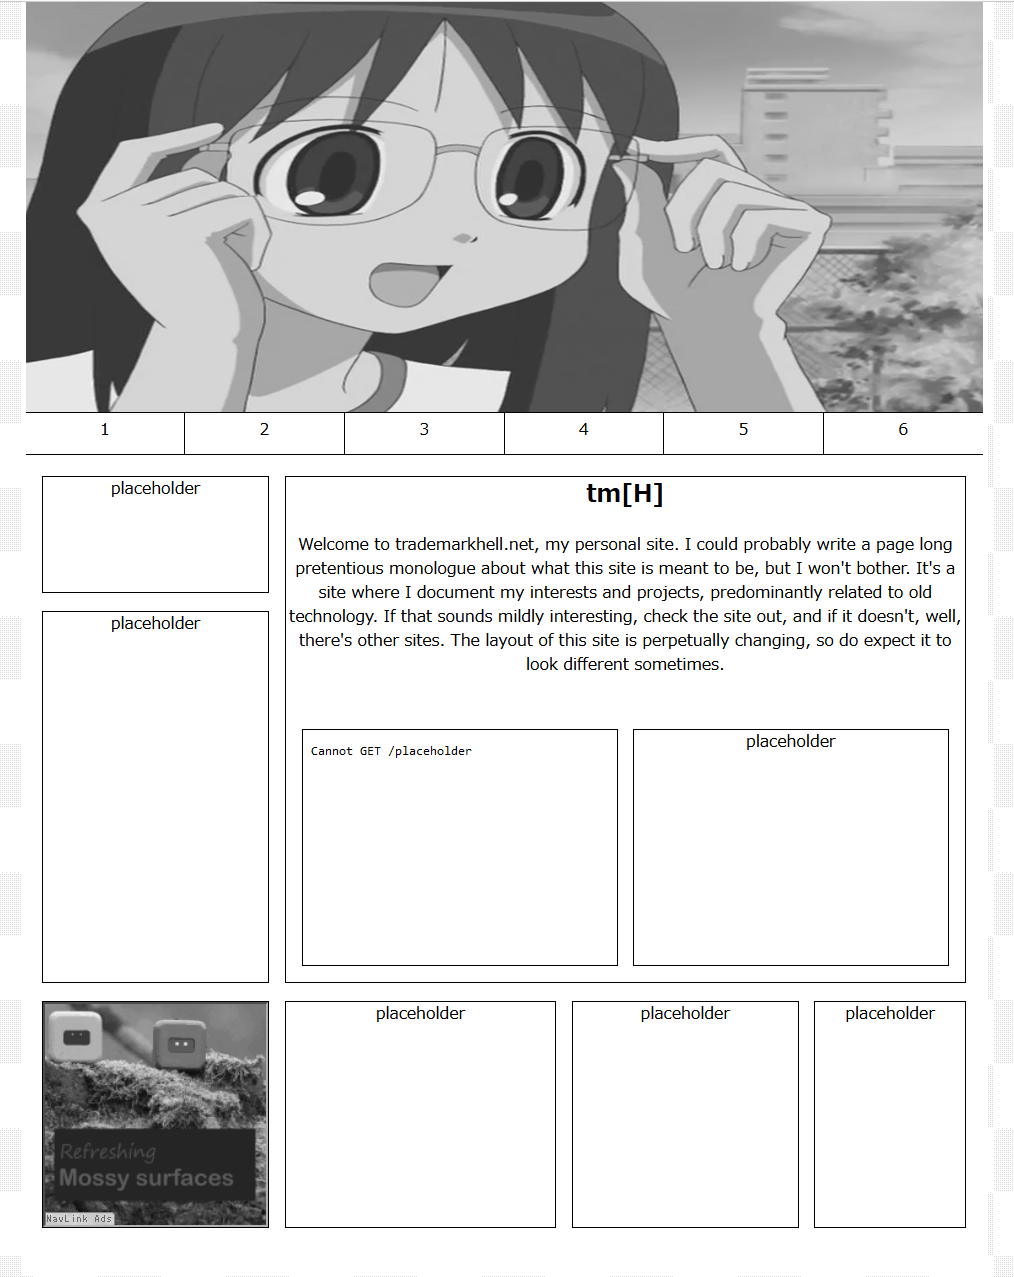 1 2 3 4 5 6
placeholder
placeholder
tm[H]
Welcome to trademarkhell.net, my personal site. I could probably write a page long
pretentious monologue about what this site is meant to be, but I won't bother. It's a
site where I document my interests and projects, predominantly related to old
technology. If that sounds mildly interesting, check the site out, and if it doesn't, well,
there's other sites. The layout of this site is perpetually changing, so do expect it to
look different sometimes.
Cannot GET /placeholder
placeholder
Refreshing
Mossy surfaces
NavLink Ads
placeholder
placeholder
placeholder